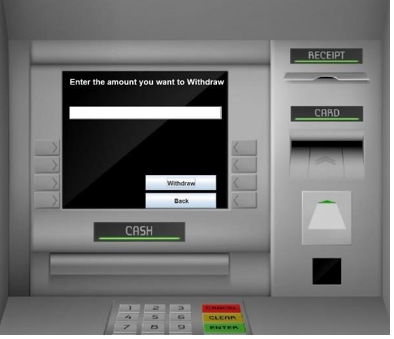 RECEIPT
Enter the amount you want to Withdraw
CARD
Withdraw
Back
CASH
1 2 3 CANCEL
4 5 6 CLEAR
7 8 9 ENTER